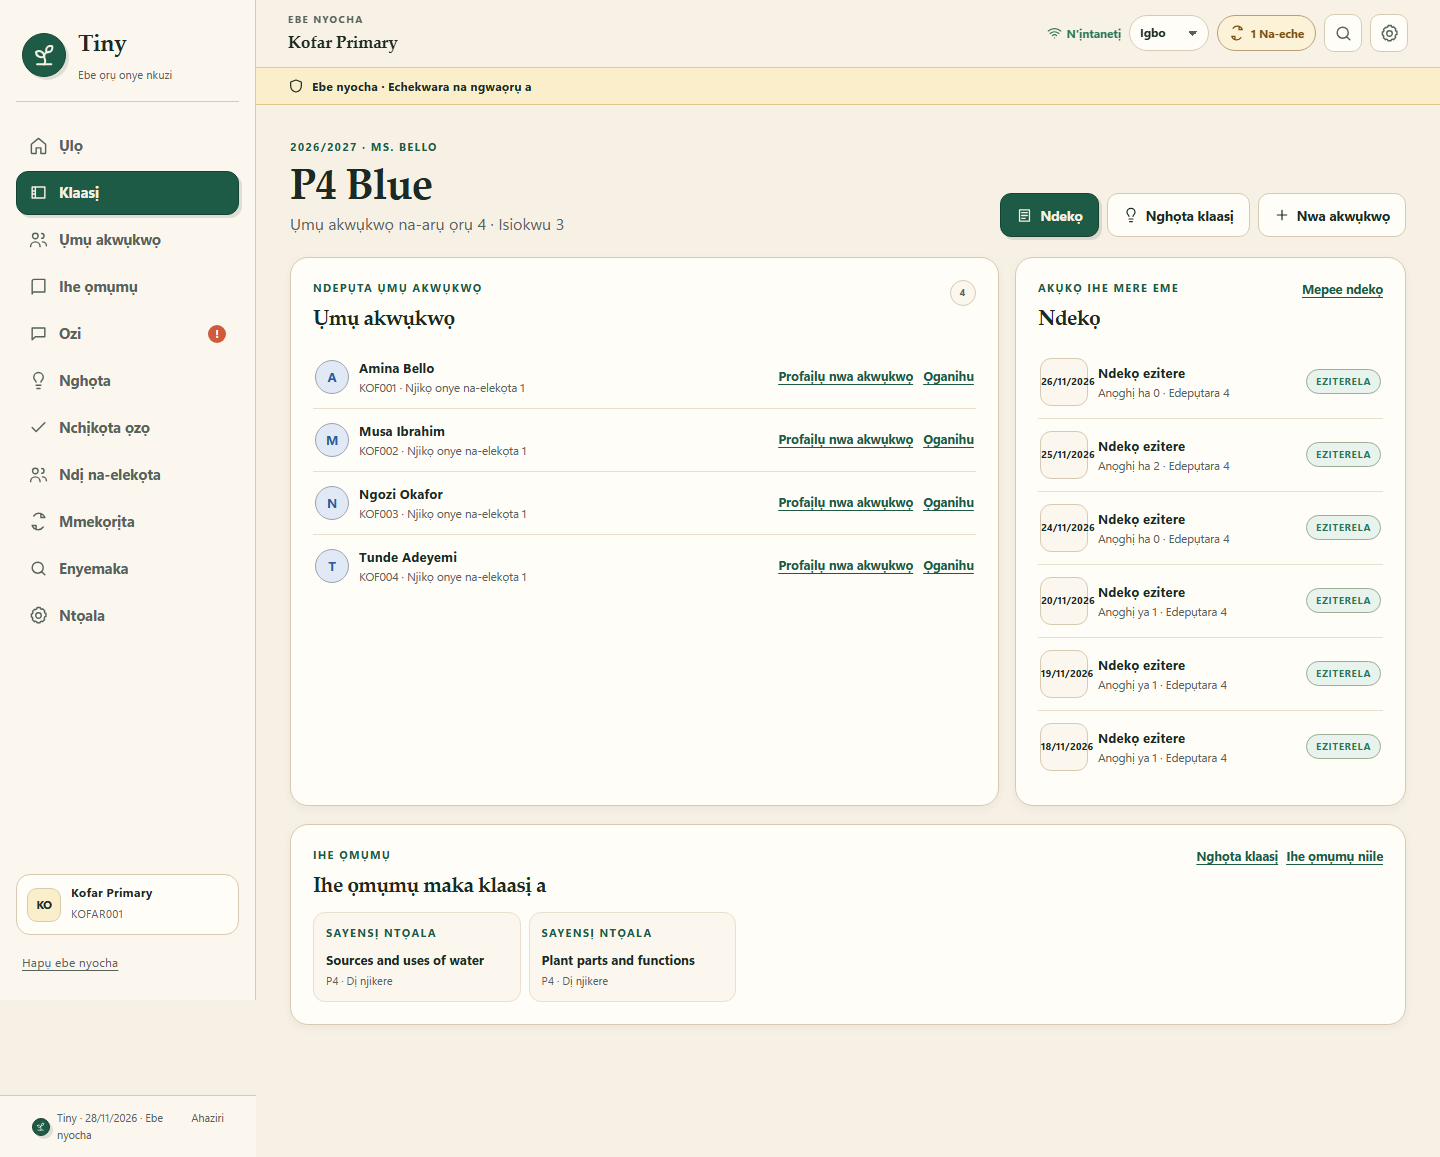 Tiny
Ebe ọrụ onye nkuzi
Ụlọ
Klaasị
Ụmụ akwụkwọ
Ihe ọmụmụ
Ozi
!
Nghọta
Nchịkọta ọzọ
Ndị na-elekọta
Mmekọrịta
Enyemaka
Ntọala
KO
Kofar Primary
KOFAR001
Hapụ ebe nyocha
Tiny · 28/11/2026 · Ebe nyocha
Ahaziri
EBE NYOCHA
Kofar Primary
N'ịntanetị
Igbo
1 Na-eche
Ebe nyocha · Echekwara na ngwaọrụ a
2026/2027 · MS. BELLO
P4 Blue
Ụmụ akwụkwọ na-arụ ọrụ 4 · Isiokwu 3
Ndekọ
Nghọta klaasị
Nwa akwụkwọ
NDEPỤTA ỤMỤ AKWỤKWỌ
4
Ụmụ akwụkwọ
A
Amina Bello
KOF001 · Njikọ onye na-elekọta 1
Profaịlụ nwa akwụkwọ
Ọganihu
M
Musa Ibrahim
KOF002 · Njikọ onye na-elekọta 1
Profaịlụ nwa akwụkwọ
Ọganihu
N
Ngozi Okafor
KOF003 · Njikọ onye na-elekọta 1
Profaịlụ nwa akwụkwọ
Ọganihu
T
Tunde Adeyemi
KOF004 · Njikọ onye na-elekọta 1
Profaịlụ nwa akwụkwọ
Ọganihu
AKỤKỌ IHE MERE EME
Mepee ndekọ
Ndekọ
26/11/2026
Ndekọ ezitere
Anọghị ha 0 · Edepụtara 4
EZITERELA
25/11/2026
Ndekọ ezitere
Anọghị ha 2 · Edepụtara 4
EZITERELA
24/11/2026
Ndekọ ezitere
Anọghị ha 0 · Edepụtara 4
EZITERELA
20/11/2026
Ndekọ ezitere
Anọghị ya 1 · Edepụtara 4
EZITERELA
19/11/2026
Ndekọ ezitere
Anọghị ya 1 · Edepụtara 4
EZITERELA
18/11/2026
Ndekọ ezitere
Anọghị ya 1 · Edepụtara 4
EZITERELA
IHE ỌMỤMỤ
Nghọta klaasị
Ihe ọmụmụ niile
Ihe ọmụmụ maka klaasị a
SAYENSỊ NTỌALA
Sources and uses of water
P4 · Dị njikere
SAYENSỊ NTỌALA
Plant parts and functions
P4 · Dị njikere